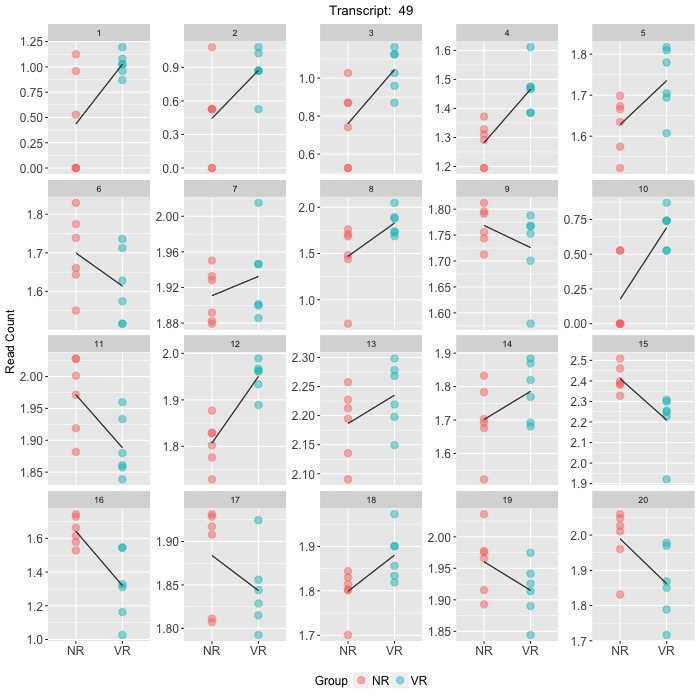 Transcript: 49
1 2 3 4 5
1.25 1.00 0.75 0.50 0.25 0.00
0.9 0.6 0.3 0.0
1.0 0.8 0.6
1.6 1.5 1.4 1.3 1.2
1.8 1.7 1.6
6 7 8 9 10
1.8 1.7 1.6
2.00 1.96 1.92 1.88
2.0 1.5 1.0
1.80 1.75 1.70 1.65 1.60
0.75 0.50 0.25 0.00
Read Count
11 12 13 14 15
2.00 1.95 1.90 1.85
2.0 1.9 1.8
2.30 2.25 2.20 2.15 2.10
1.9 1.8 1.7 1.6
2.5 2.4 2.3 2.2 2.1 2.0 1.9
16 17 18 19 20
1.6 1.4 1.2 1.0
1.90 1.85 1.80
1.9 1.8 1.7
2.00 1.95 1.90 1.85
2.0 1.9 1.8 1.7
NR VR NR VR NR VR NR VR NR VR
Group NR VR